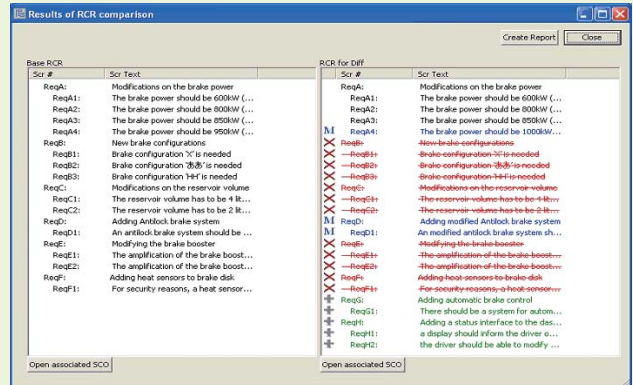 Results of RCR comparison
Create Report
Close
Base RCR
Scr # Scr Text
ReqA: Modifications on the brake power
ReqA1: The brake power should be 600kW (...
ReqA2: The brake power should be 800kW (...
ReqA3: The brake power should be 850kW (...
ReqA4: The brake power should be 950kW (...
ReqB: New brake configurations
ReqB1: Brake configuration 'X' is needed
ReqB2: Brake configuration 'ああ' is needed
ReqB3: Brake configuration 'HH' is needed
ReqC: Modifications on the reservoir volume
ReqC1: The reservoir volume has to be 4 lit...
ReqC2: The reservoir volume has to be 2 lit...
ReqD: Adding Antilock brake system
ReqD1: An antilock brake system should be ...
ReqE: Modifying the brake booster
ReqE1: The amplification of the brake boost...
ReqE2: The amplification of the brake boost...
ReqF: Adding heat sensors to brake disk
ReqF1: For security reasons, a heat sensor...
Open associated SCO
RCR for Diff
Scr # Scr Text
ReqA: Modifications on the brake power
ReqA1: The brake power should be 600kW (...
ReqA2: The brake power should be 800kW (...
ReqA3: The brake power should be 850kW (...
M ReqA4: The brake power should be 1000kW...
ReqB: New brake configurations
ReqB1: Brake configuration 'X' is needed
ReqB2: Brake configuration 'ああ' is needed
ReqB3: Brake configuration 'HH' is needed
ReqC: Modifications on the reservoir volume
ReqC1: The reservoir volume has to be 4 lit...
ReqC2: The reservoir volume has to be 2 lit...
M ReqD: Adding modified Antilock brake system
M ReqD1: An modified antilock brake system sh...
ReqE: Modifying the brake booster
ReqE1: The amplification of the brake boost...
ReqE2: The amplification of the brake boost...
ReqF: Adding heat sensors to brake disk
ReqF1: For security reasons, a heat sensor...
ReqG: Adding automatic brake control
ReqG1: There should be a system for autom...
ReqH: Adding a status interface to the das...
ReqH1: a display should inform the driver o...
ReqH2: the driver should be able to modify ...
Open associated SCO